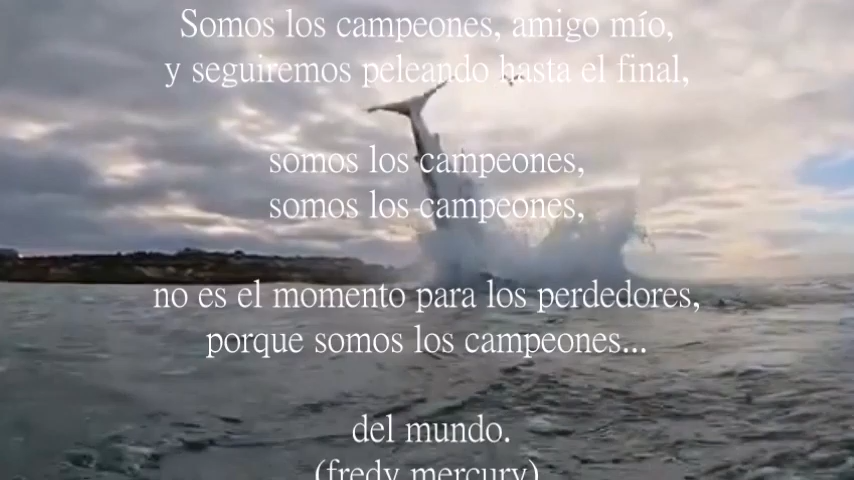 Somos los campeones, amigo mío,
y seguiremos peleando hasta el final,
somos los campeones,
somos los campeones,
no es el momento para los perdedores,
porque somos los campeones...
del mundo.
(fredy mercury)